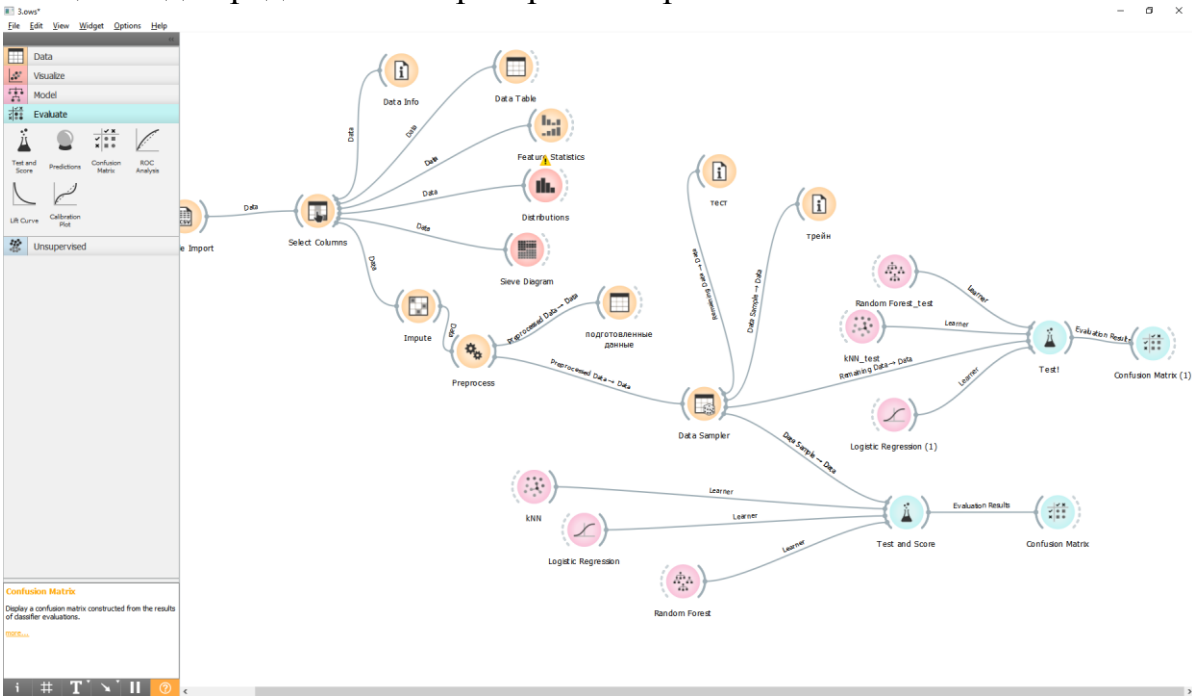 3.ows*
File Edit View Widget Options Help
Data
Visualize
Model
Evaluate
Test and
Score
Predictions
Confusion
Matrix
ROC
Analysis
Lift Curve
Calibration
Plot
Unsupervised
Confusion Matrix
Display a confusion matrix constructed from the results
of classifier evaluations.
more...
e Import
Data
Select Columns
Data
Data Info
Data
Data Table
Data
Feature Statistics
Data
Distributions
Data
Sieve Diagram
Data
Impute
Data
Preprocess
Preprocessed Data → Data
подготовленные
данные
Preprocessed Data → Data
Data Sampler
Remaining Data → Data
тест
Data Sample → Data
трейн
Random Forest_test
Learner
kNN_test
Learner
Remaining Data → Data
Logistic Regression (1)
Learner
Test!
Evaluation Results
Confusion Matrix (1)
Data Sample → Data
kNN
Learner
Logistic Regression
Learner
Random Forest
Learner
Test and Score
Evaluation Results
Confusion Matrix